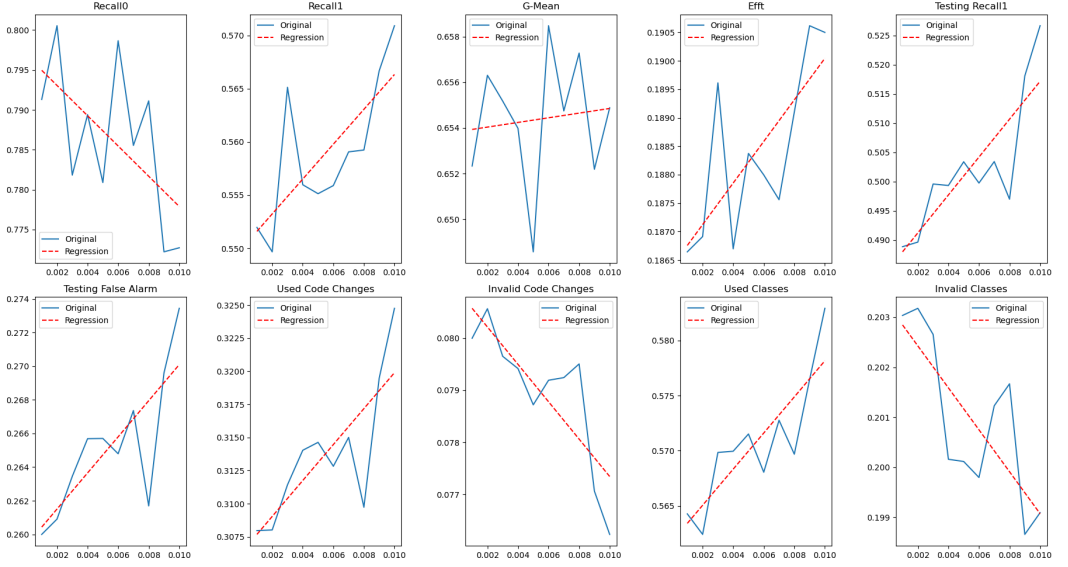 Recall0
0.800
0.795
0.790
0.785
0.780
0.775
Original
Regression
0.002 0.004 0.006 0.008 0.010
Recall1
0.570
0.565
0.560
0.555
0.550
Original
Regression
0.002 0.004 0.006 0.008 0.010
G-Mean
0.658
0.656
0.654
0.652
0.650
Original
Regression
0.002 0.004 0.006 0.008 0.010
Efft
0.1905
0.1900
0.1895
0.1890
0.1885
0.1880
0.1875
0.1870
0.1865
Original
Regression
0.002 0.004 0.006 0.008 0.010
Testing Recall1
0.525
0.520
0.515
0.510
0.505
0.500
0.495
0.490
Original
Regression
0.002 0.004 0.006 0.008 0.010
Testing False Alarm
0.274
0.272
0.270
0.268
0.266
0.264
0.262
0.260
Original
Regression
0.002 0.004 0.006 0.008 0.010
Used Code Changes
0.3250
0.3225
0.3200
0.3175
0.3150
0.3125
0.3100
0.3075
Original
Regression
0.002 0.004 0.006 0.008 0.010
Invalid Code Changes
0.080
0.079
0.078
0.077
Original
Regression
0.002 0.004 0.006 0.008 0.010
Used Classes
0.580
0.575
0.570
0.565
Original
Regression
0.002 0.004 0.006 0.008 0.010
Invalid Classes
0.203
0.202
0.201
0.200
0.199
Original
Regression
0.002 0.004 0.006 0.008 0.010